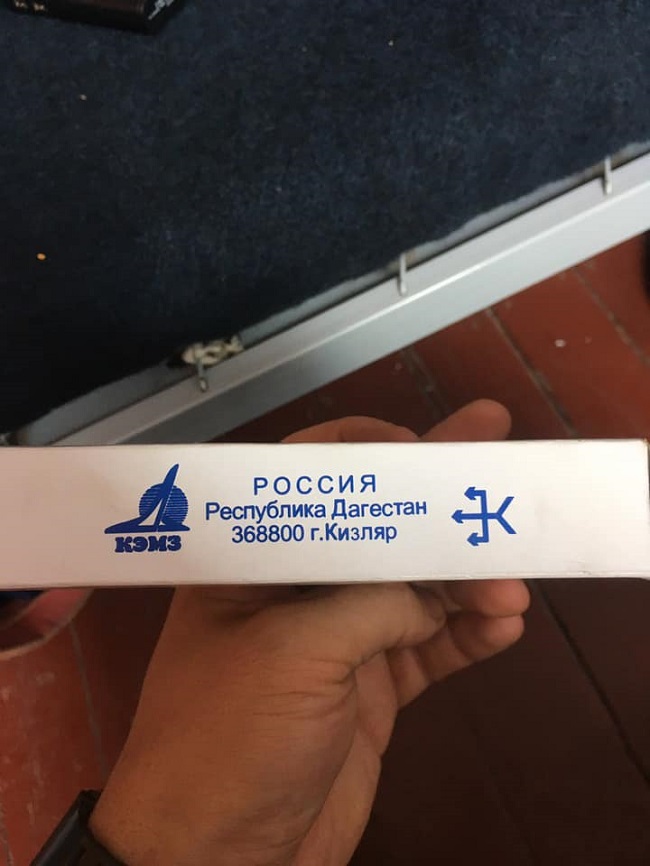 КЭМЗ
РОССИЯ
Республика Дагестан
368800 г.Кизляр